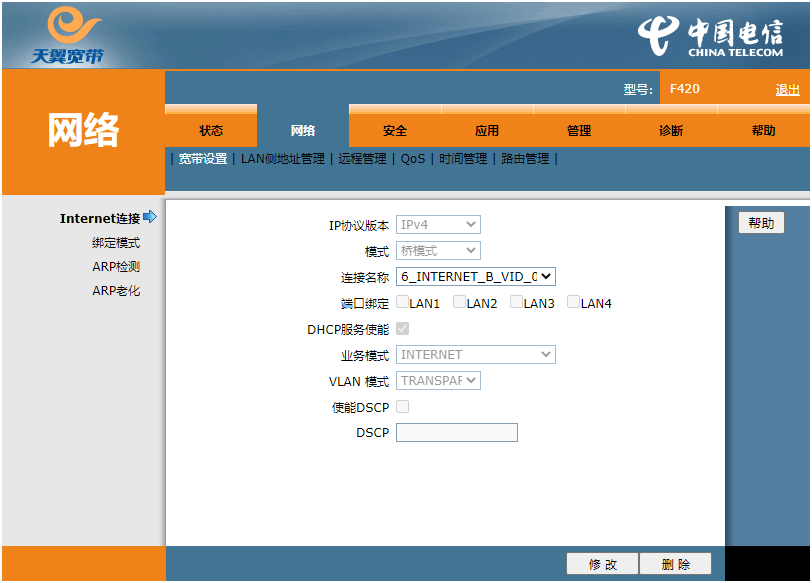 天翼宽带
中国电信
CHINA TELECOM
型号: F420 退出
网络
状态 网络 安全 应用 管理 诊断 帮助
| 宽带设置 | LAN侧地址管理 | 远程管理 | QoS | 时间管理 | 路由管理 |
Internet连接
绑定模式
ARP检测
ARP老化
帮助
IP协议版本 IPv4
模式 桥模式
连接名称 6_INTERNET_B_VID_
端口绑定 LAN1 LAN2 LAN3 LAN4
DHCP服务使能
业务模式 INTERNET
VLAN 模式 TRANSPAR
使能DSCP
DSCP
修 改 删 除